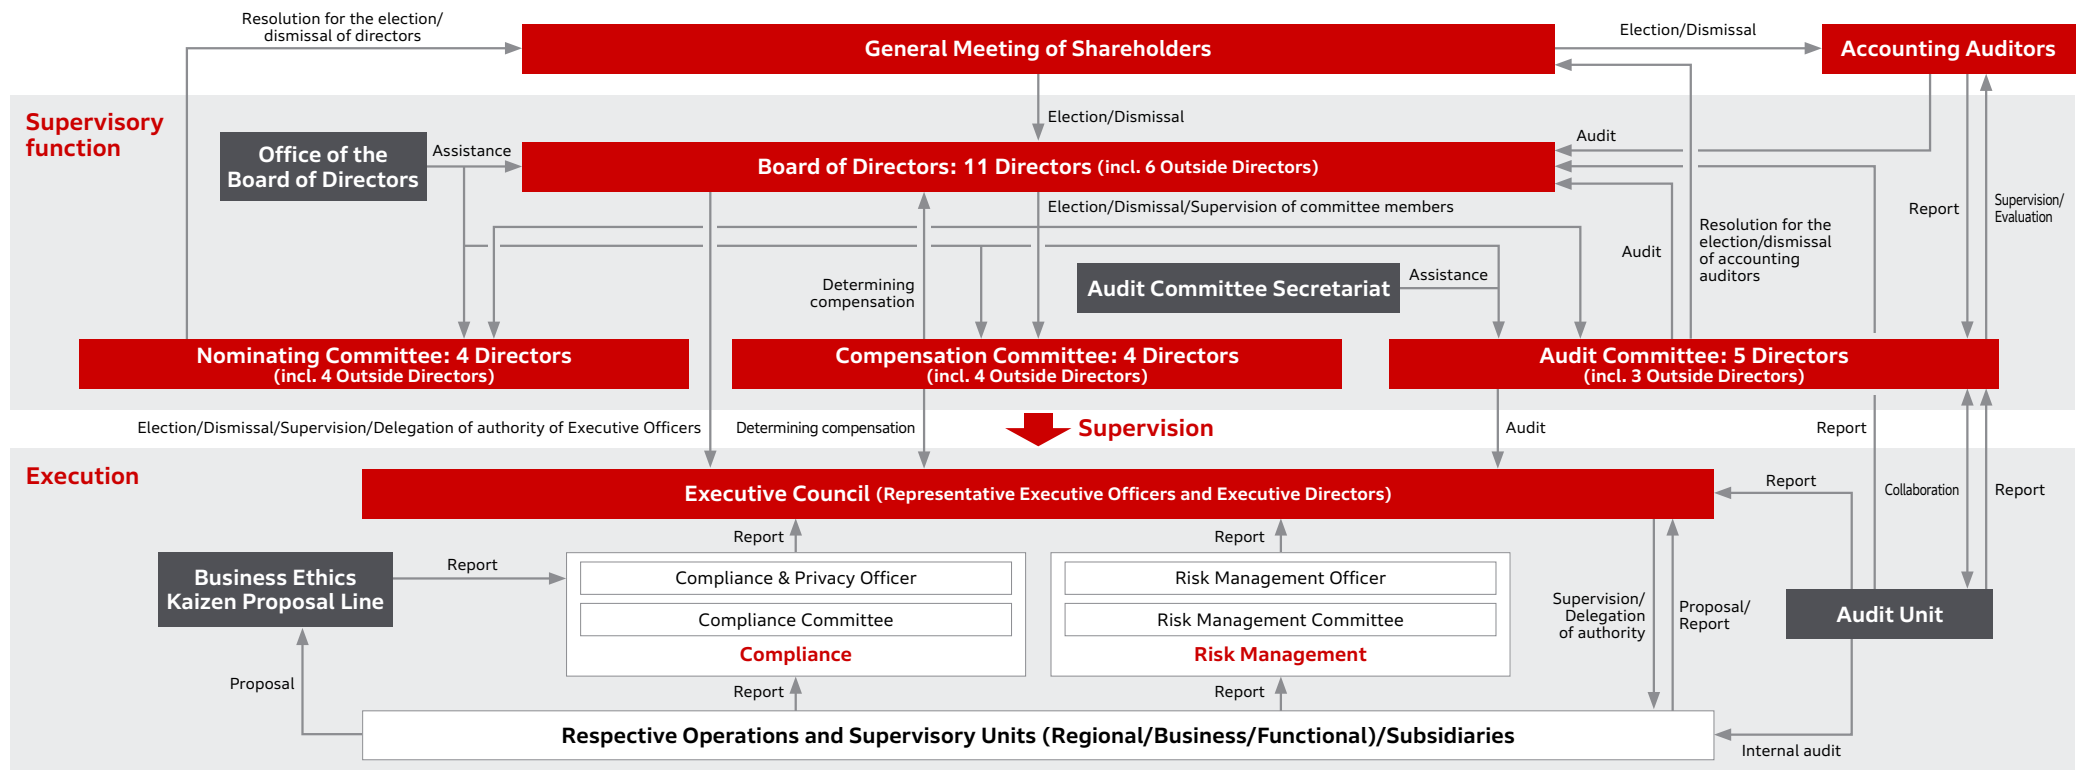 Resolution for the election/
dismissal of directors
General Meeting of Shareholders
Election/Dismissal
Accounting Auditors
Supervisory
function
Election/Dismissal
Office of the
Board of Directors
Assistance
Board of Directors: 11 Directors (incl. 6 Outside Directors)
Audit
Election/Dismissal/Supervision of committee members
Report
Supervision/
Evaluation
Resolution for the
election/dismissal
of accounting
auditors
Audit
Determining
compensation
Audit Committee Secretariat
Assistance
Nominating Committee: 4 Directors
(incl. 4 Outside Directors)
Compensation Committee: 4 Directors
(incl. 4 Outside Directors)
Audit Committee: 5 Directors
(incl. 3 Outside Directors)
Election/Dismissal/Supervision/Delegation of authority of Executive Officers
Determining compensation
Supervision
Audit
Report
Execution
Executive Council (Representative Executive Officers and Executive Directors)
Report
Collaboration
Report
Report
Report
Business Ethics
Kaizen Proposal Line
Report
Compliance & Privacy Officer
Compliance Committee
Compliance
Risk Management Officer
Risk Management Committee
Risk Management
Supervision/
Delegation
of authority
Proposal/
Report
Audit Unit
Proposal
Report
Report
Respective Operations and Supervisory Units (Regional/Business/Functional)/Subsidiaries
Internal audit